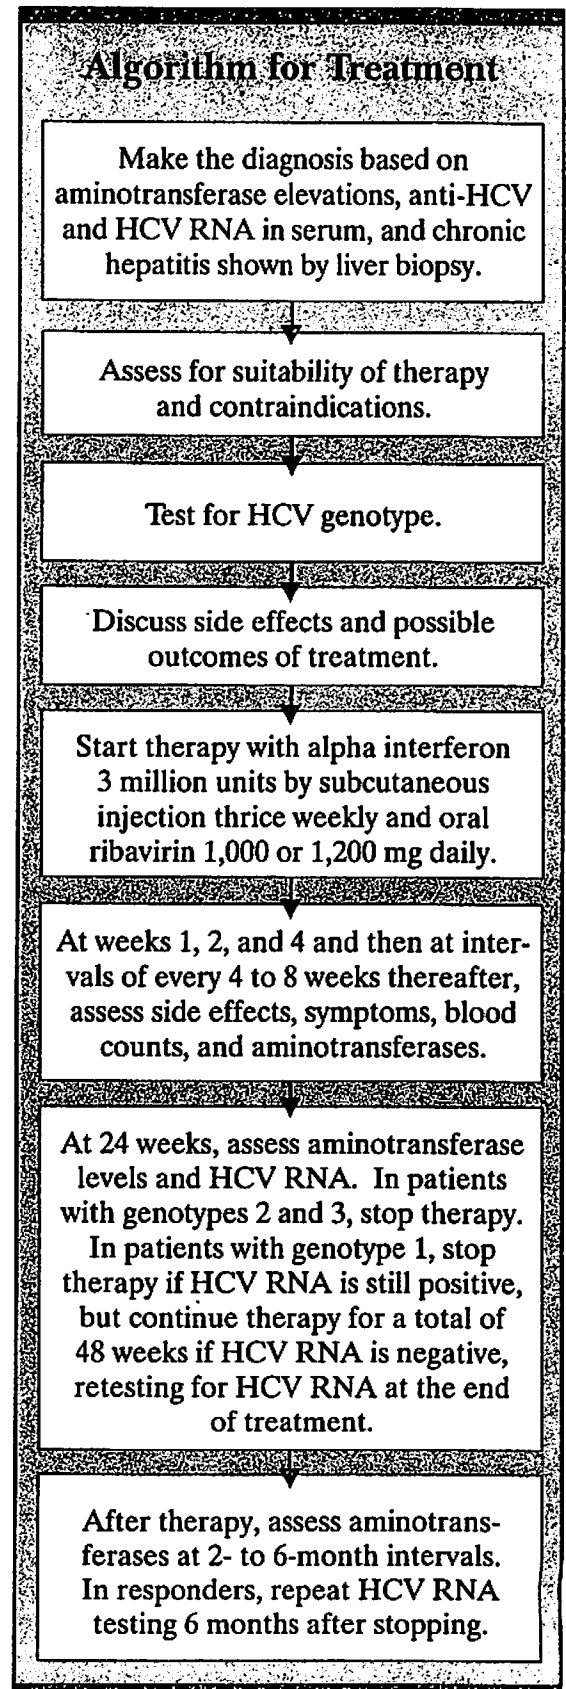 Algorithm for Treatment
Make the diagnosis based on
aminotransferase elevations, anti-HCV
and HCV RNA in serum, and chronic
hepatitis shown by liver biopsy.
Assess for suitability of therapy
and contraindications.
Test for HCV genotype.
Discuss side effects and possible
outcomes of treatment.
Start therapy with alpha interferon
3 million units by subcutaneous
injection thrice weekly and oral
ribavirin 1,000 or 1,200 mg daily.
At weeks 1, 2, and 4 and then at inter-
vals of every 4 to 8 weeks thereafter,
assess side effects, symptoms, blood
counts, and aminotransferases.
At 24 weeks, assess aminotransferase
levels and HCV RNA. In patients
with genotypes 2 and 3, stop therapy.
In patients with genotype 1, stop
therapy if HCV RNA is still positive,
but continue therapy for a total of
48 weeks if HCV RNA is negative,
retesting for HCV RNA at the end
of treatment.
After therapy, assess aminotrans-
ferases at 2- to 6-month intervals.
In responders, repeat HCV RNA
testing 6 months after stopping.